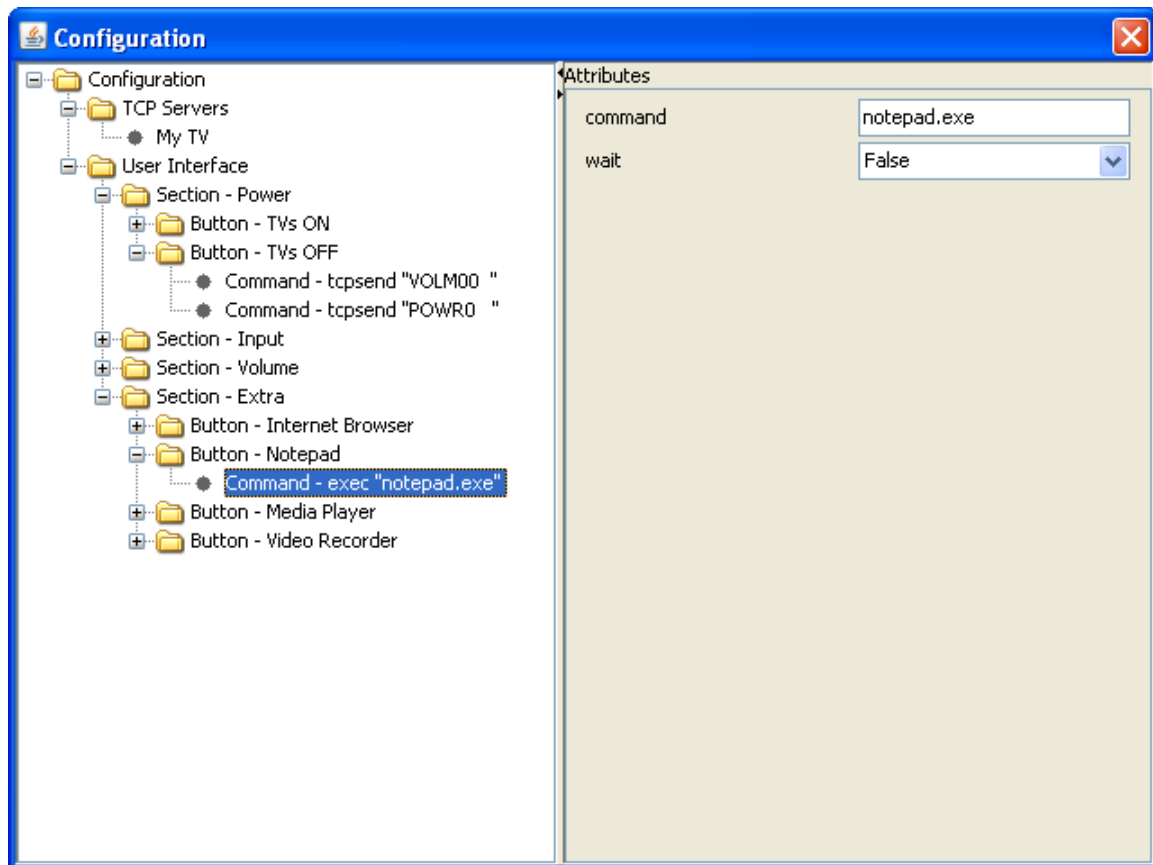 Configuration
Configuration
TCP Servers
My TV
User Interface
Section - Power
Button - TVs ON
Button - TVs OFF
Command - tcpsend "VOLM00  "
Command - tcpsend "POWR0   "
Section - Input
Section - Volume
Section - Extra
Button - Internet Browser
Button - Notepad
Command - exec "notepad.exe"
Button - Media Player
Button - Video Recorder
Attributes
command notepad.exe
wait False